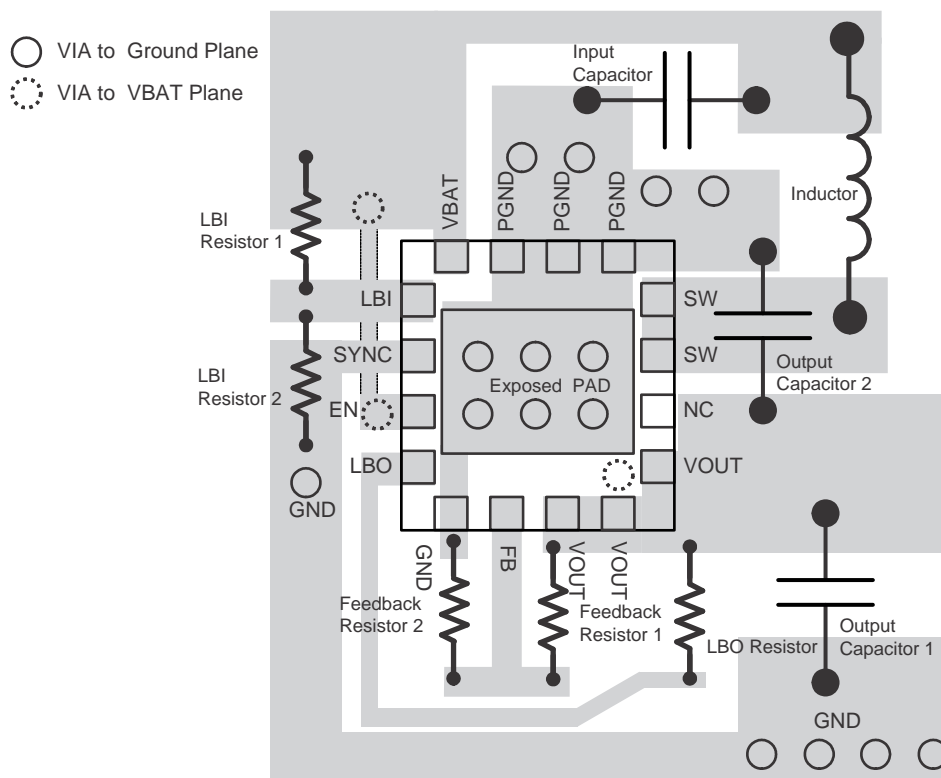 VIA to Ground Plane
VIA to VBAT Plane
Input
Capacitor
Inductor
LBI
Resistor 1
VBAT
PGND
PGND
PGND
LBI
SW
SYNC
SW
LBI
Resistor 2
Exposed PAD
Output
Capacitor 2
EN
NC
LBO
VOUT
GND
GND
FB
VOUT
VOUT
Feedback
Resistor 2
Feedback
Resistor 1
LBO Resistor
Output
Capacitor 1
GND